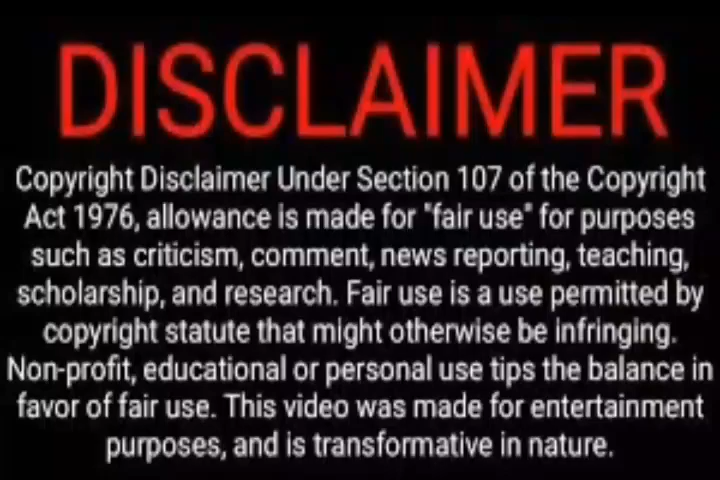 DISCLAIMER
Copyright Disclaimer Under Section 107 of the Copyright
Act 1976, allowance is made for "fair use" for purposes
such as criticism, comment, news reporting, teaching,
scholarship, and research. Fair use is a use permitted by
copyright statute that might otherwise be infringing.
Non-profit, educational or personal use tips the balance in
favor of fair use. This video was made for entertainment
purposes, and is transformative in nature.